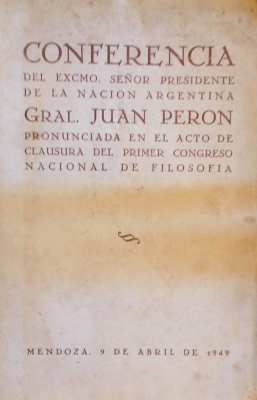 CONFERENCIA
DEL EXCMO. SEÑOR PRESIDENTE
DE LA NACION ARGENTINA
GRAL. JUAN PERON
PRONUNCIADA EN EL ACTO DE
CLAUSURA DEL PRIMER CONGRESO
NACIONAL DE FILOSOFIA
MENDOZA, 9 DE ABRIL DE 1949